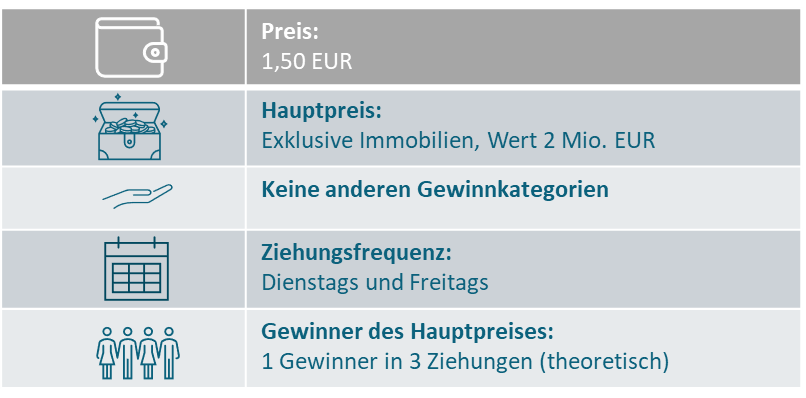 Preis:
1,50 EUR
Hauptpreis:
Exklusive Immobilien, Wert 2 Mio. EUR
Keine anderen Gewinnkategorien
Ziehungsfrequenz:
Dienstags und Freitags
Gewinner des Hauptpreises:
1 Gewinner in 3 Ziehungen (theoretisch)